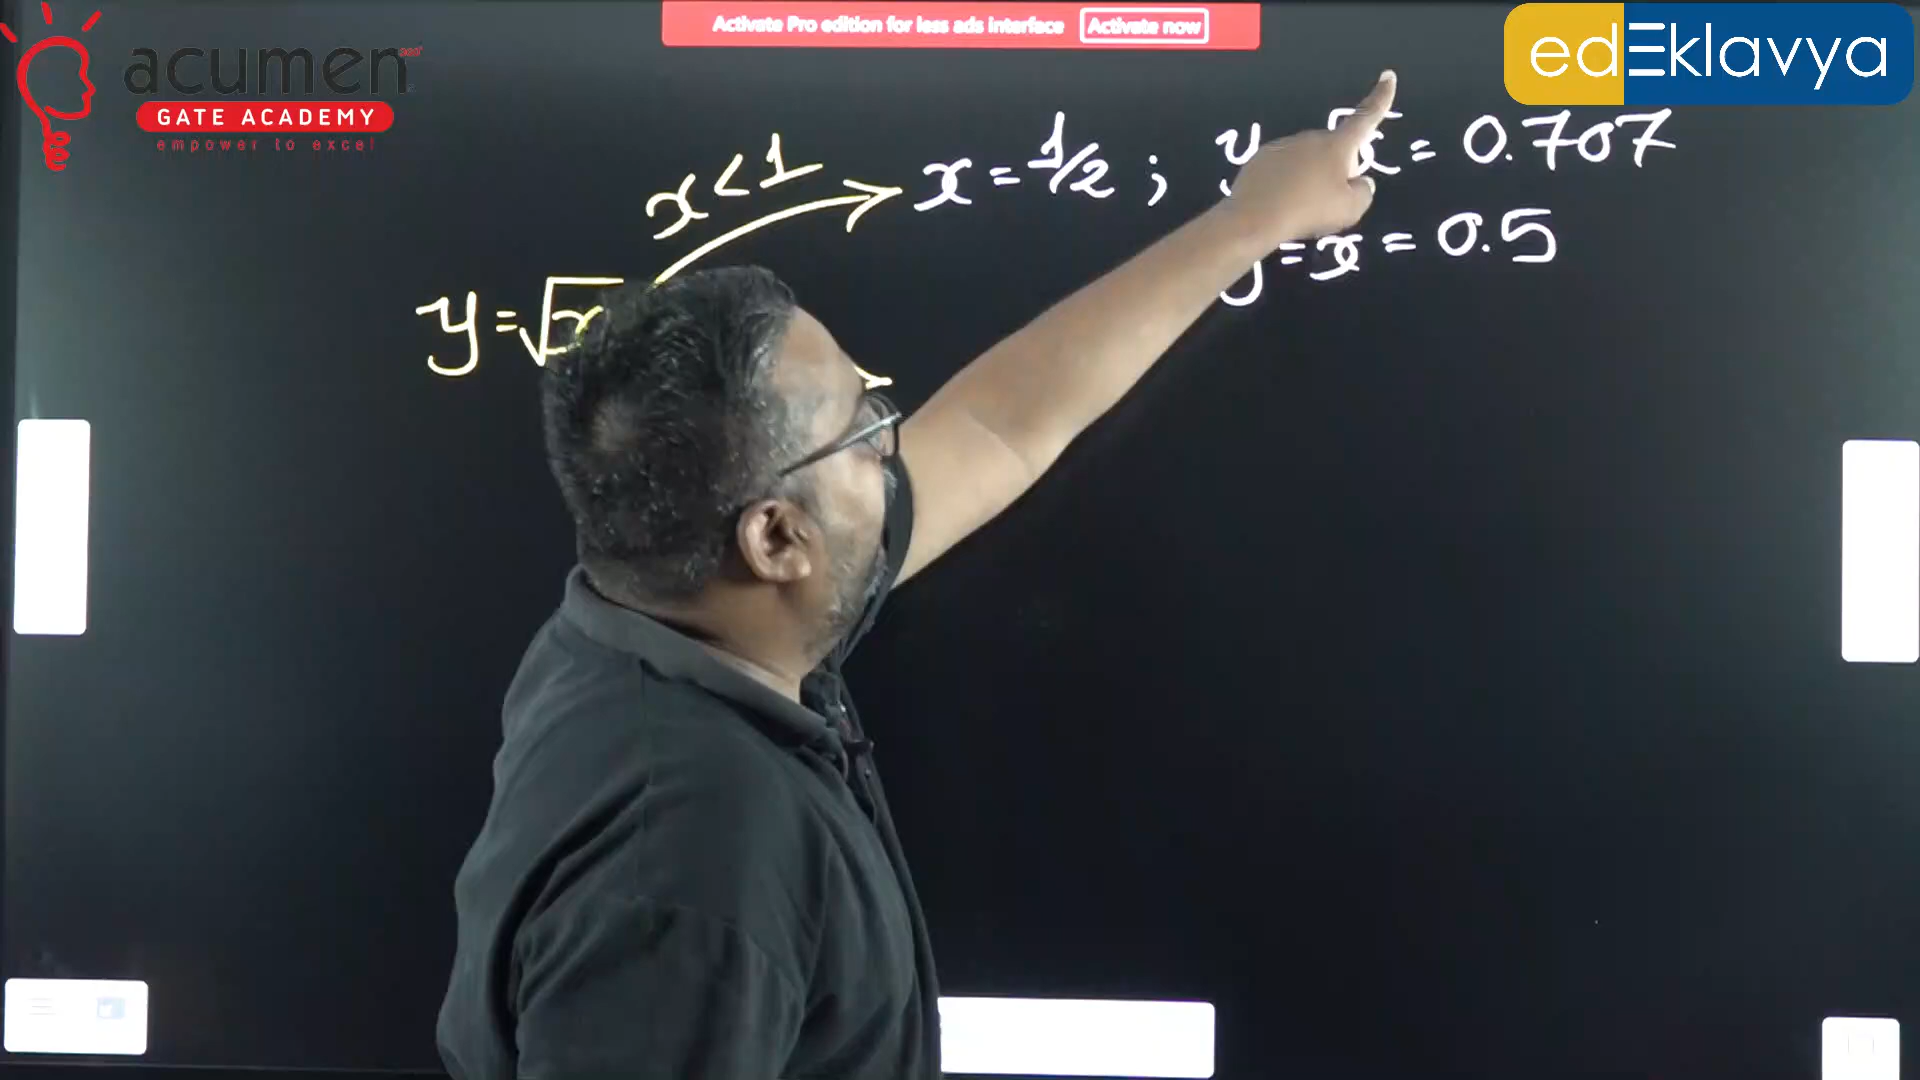 Activate Pro edition for less ads interface Activate now
acumen
GATE ACADEMY
empower to excel
edEklavya
x<1
x = 1/2 ; y √x = 0.707
y = x = 0.5
y = √x